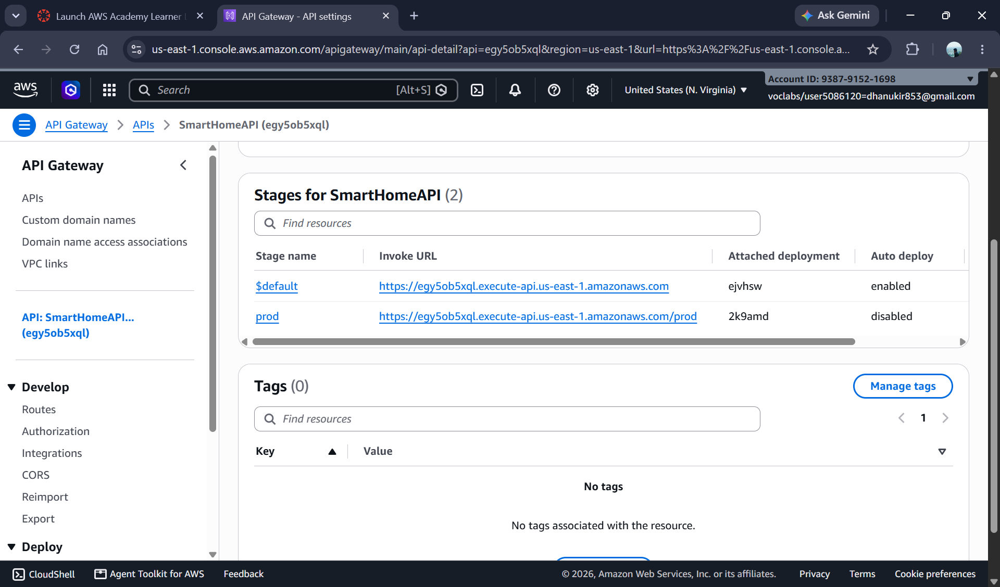 Launch AWS Academy Learner
API Gateway - API settings
Ask Gemini
us-east-1.console.aws.amazon.com/apigateway/main/api-detail?api=egy5ob5xql&region=us-east-1&url=https%3A%2F%2Fus-east-1.console.a...
aws
Search
[Alt+S]
United States (N. Virginia)
Account ID: 9387-9152-1698
voclabs/user5086120=dhanukir853@gmail.com
API Gateway
APIs
SmartHomeAPI (egy5ob5xql)
API Gateway
APIs
Custom domain names
Domain name access associations
VPC links
API: SmartHomeAPI...
(egy5ob5xql)
Develop
Routes
Authorization
Integrations
CORS
Reimport
Export
Deploy
Stages for SmartHomeAPI (2)
Find resources
Stage name Invoke URL Attached deployment Auto deploy
$default https://egy5ob5xql.execute-api.us-east-1.amazonaws.com ejvhsw enabled
prod https://egy5ob5xql.execute-api.us-east-1.amazonaws.com/prod 2k9amd disabled
Tags (0)
Manage tags
Find resources
1
Key Value
No tags
No tags associated with the resource.
CloudShell
Agent Toolkit for AWS
Feedback
© 2026, Amazon Web Services, Inc. or its affiliates.
Privacy
Terms
Cookie preferences